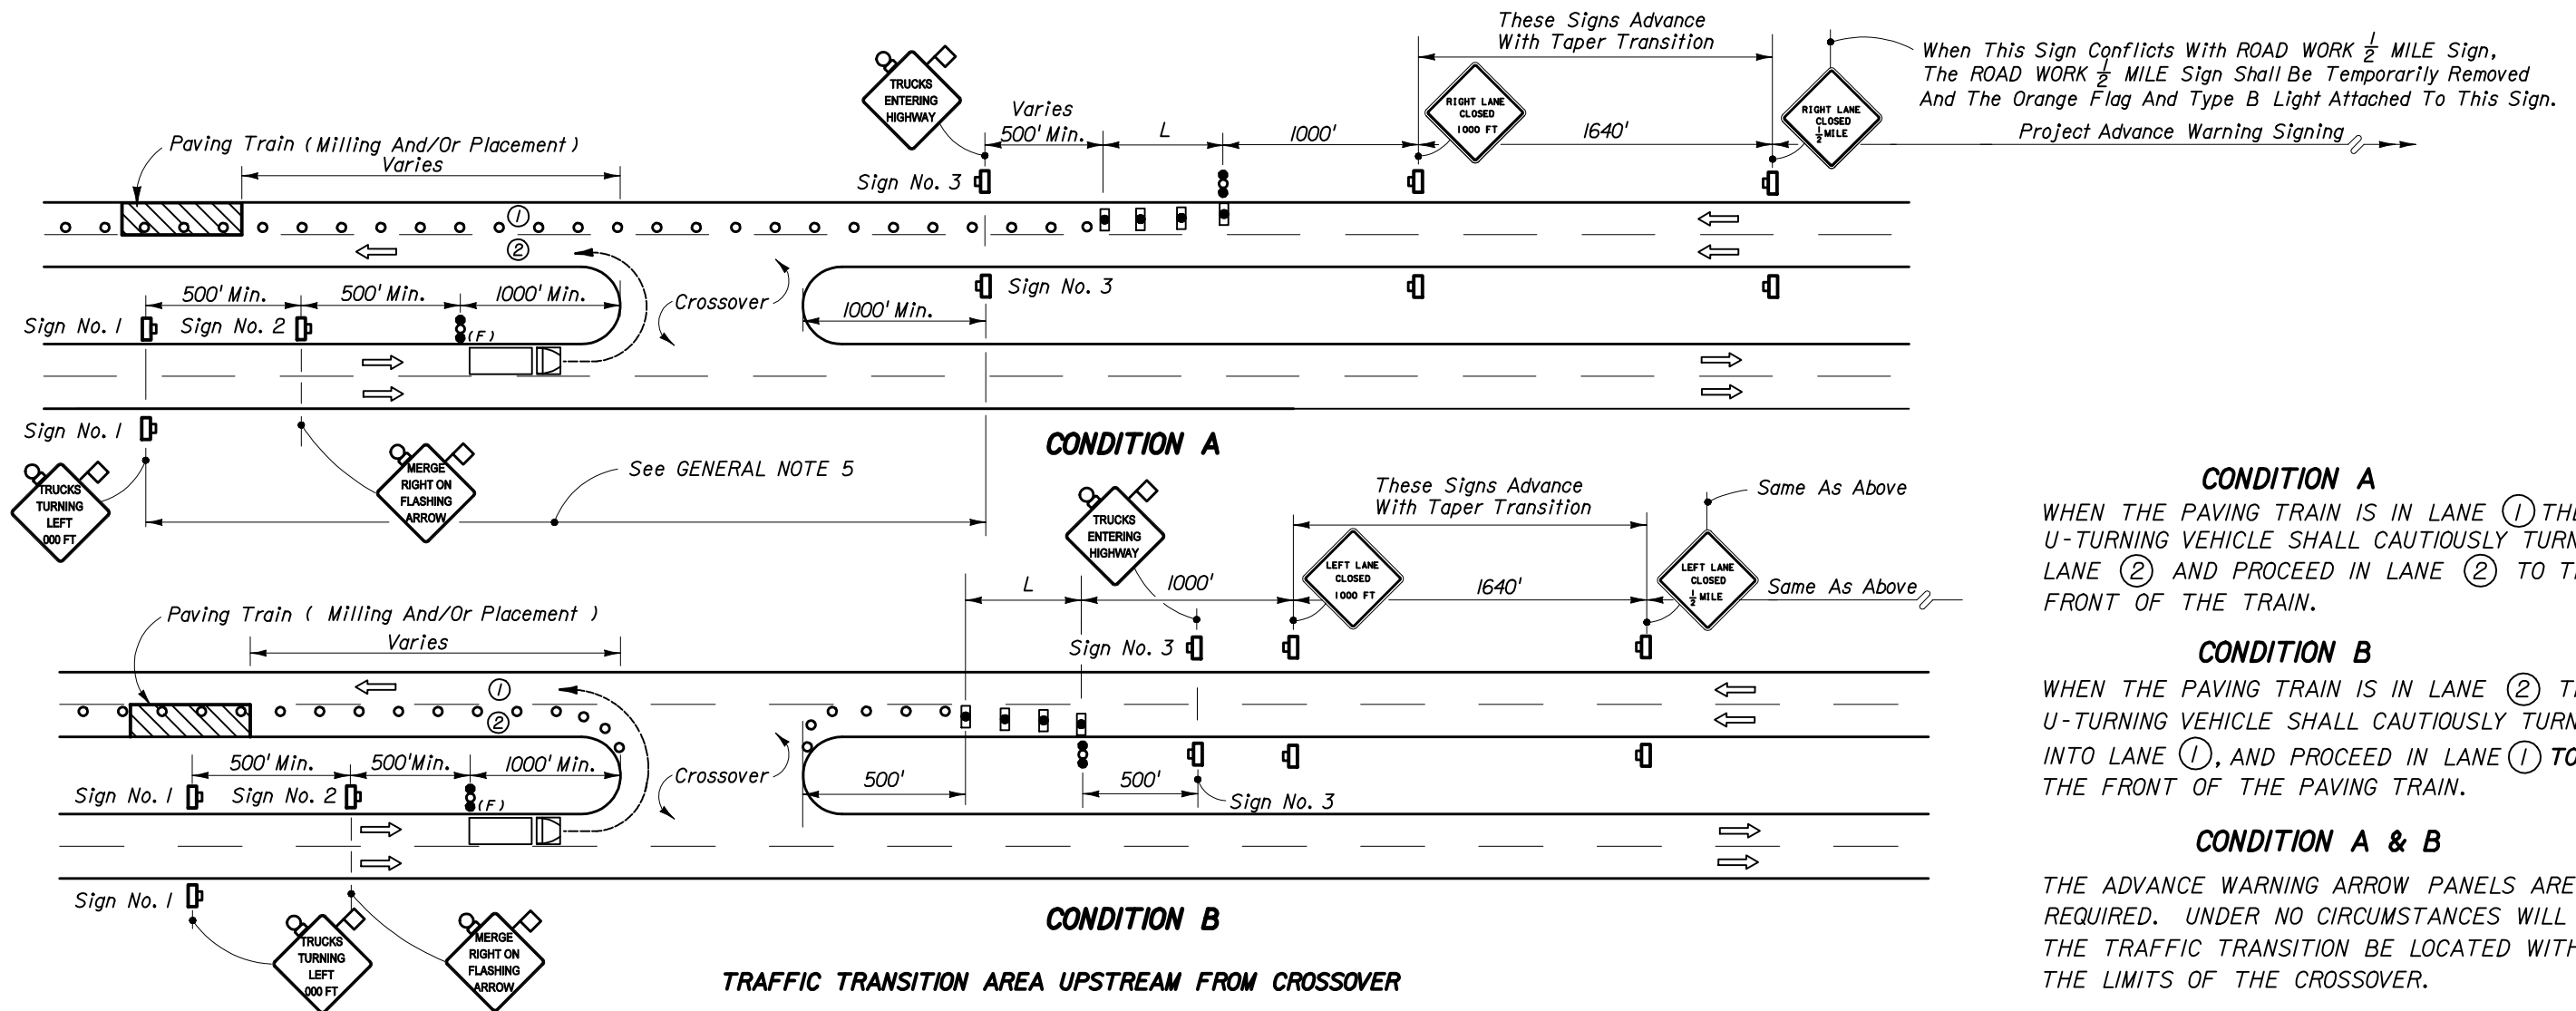 These Signs Advance
With Taper Transition
When This Sign Conflicts With ROAD WORK 1/2 MILE Sign,
The ROAD WORK 1/2 MILE Sign Shall Be Temporarily Removed
And The Orange Flag And Type B Light Attached To This Sign.
TRUCKS
ENTERING
HIGHWAY
RIGHT LANE
CLOSED
1000 FT
RIGHT LANE
CLOSED
1/2 MILE
Varies
500' Min.
L
1000'
1640'
Project Advance Warning Signing
Paving Train ( Milling And/Or Placement )
Varies
Sign No. 3
1
2
500' Min.
500' Min.
1000' Min.
Crossover
Sign No. 3
1000' Min.
Sign No. 1
Sign No. 2
(F)
Sign No. 1
CONDITION A
See GENERAL NOTE 5
TRUCKS
TURNING
LEFT
000 FT
MERGE
RIGHT ON
FLASHING
ARROW
These Signs Advance
With Taper Transition
Same As Above
TRUCKS
ENTERING
HIGHWAY
LEFT LANE
CLOSED
1000 FT
LEFT LANE
CLOSED
1/2 MILE
L
1000'
1640'
Same As Above
Paving Train ( Milling And/Or Placement )
Varies
Sign No. 3
1
2
500' Min.
500'Min.
1000' Min.
Crossover
500'
500'
Sign No. 1
Sign No. 2
(F)
Sign No. 3
Sign No. 1
TRUCKS
TURNING
LEFT
000 FT
MERGE
RIGHT ON
FLASHING
ARROW
CONDITION B
TRAFFIC TRANSITION AREA UPSTREAM FROM CROSSOVER
CONDITION A
WHEN THE PAVING TRAIN IS IN LANE 1 THE
U-TURNING VEHICLE SHALL CAUTIOUSLY TURN
LANE 2 AND PROCEED IN LANE 2 TO
FRONT OF THE TRAIN.
CONDITION B
WHEN THE PAVING TRAIN IS IN LANE 2
U-TURNING VEHICLE SHALL CAUTIOUSLY TURN
INTO LANE 1, AND PROCEED IN LANE 1 TO
THE FRONT OF THE PAVING TRAIN.
CONDITION A & B
THE ADVANCE WARNING ARROW PANELS ARE
REQUIRED. UNDER NO CIRCUMSTANCES WILL
THE TRAFFIC TRANSITION BE LOCATED
THE LIMITS OF THE CROSSOVER.